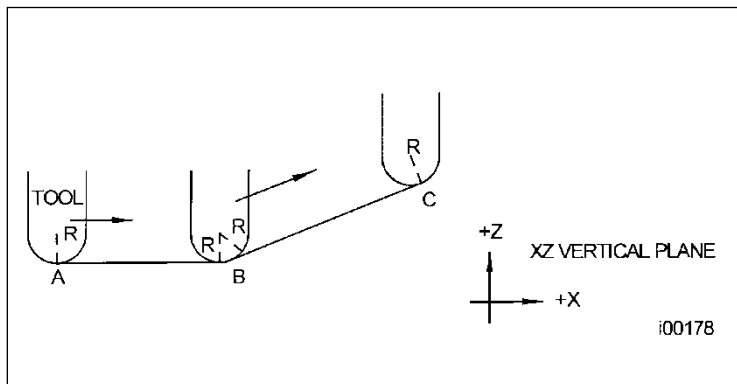 R
TOOL
R
R
R
A
B
C
+Z
XZ VERTICAL PLANE
+X
i00178